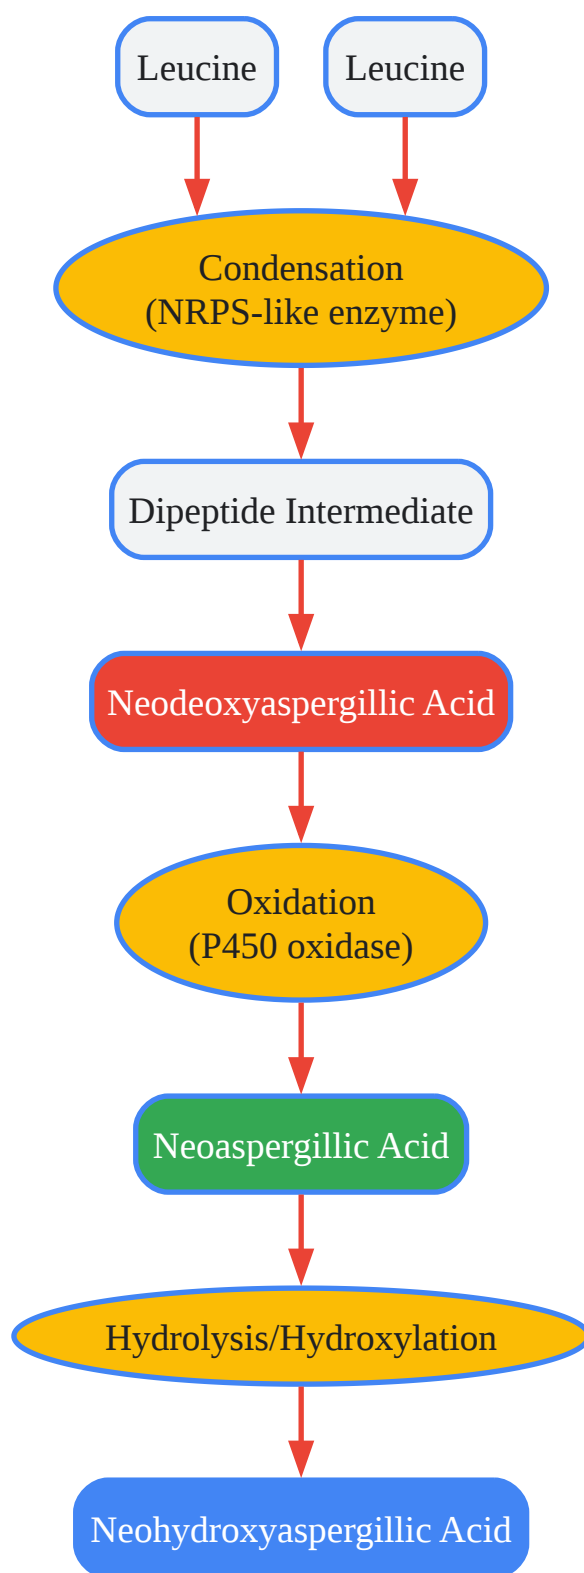 Leucine
Leucine
Condensation
(NRPS-like enzyme)
Dipeptide Intermediate
Neodeoxyaspergillic Acid
Oxidation
(P450 oxidase)
Neoaspergillic Acid
Hydrolysis/Hydroxylation
Neohydroxyaspergillic Acid